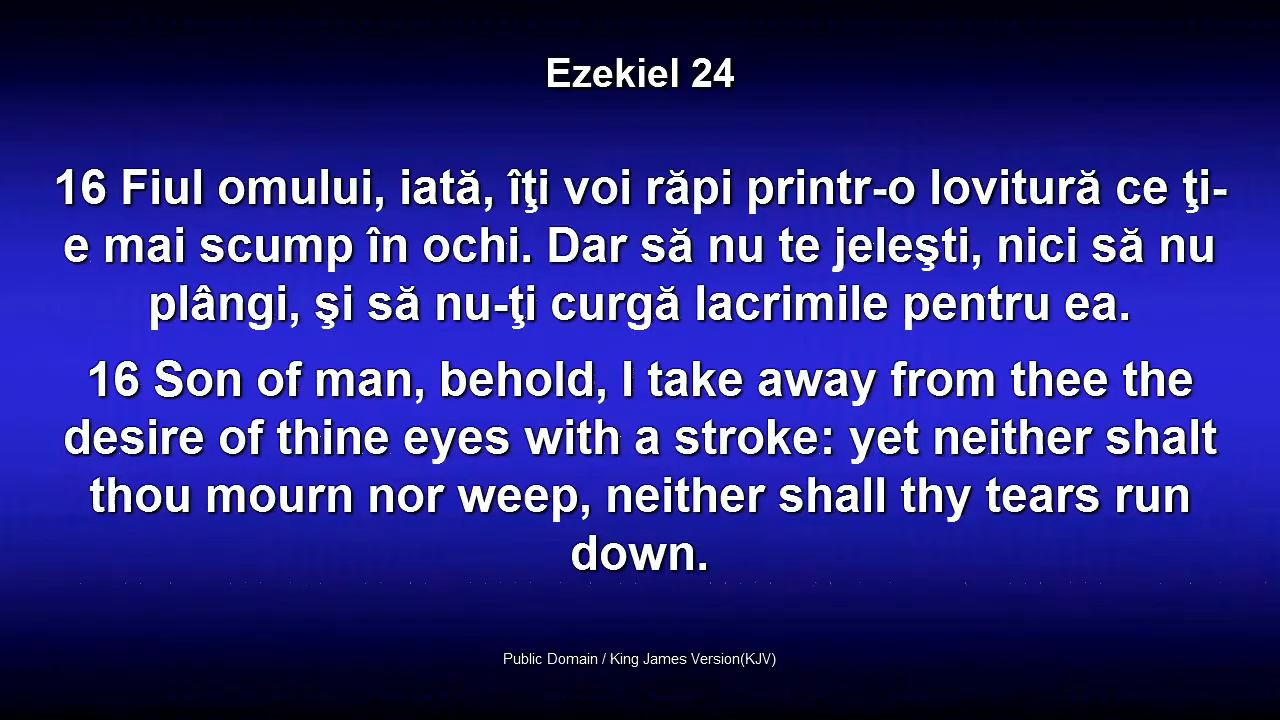 Ezekiel 24
16 Fiul omului, iată, îţi voi răpi printr-o lovitură ce ţi-
e mai scump în ochi. Dar să nu te jeleşti, nici să nu
plângi, şi să nu-ţi curgă lacrimile pentru ea.
16 Son of man, behold, I take away from thee the
desire of thine eyes with a stroke: yet neither shalt
thou mourn nor weep, neither shall thy tears run
down.
Public Domain / King James Version(KJV)